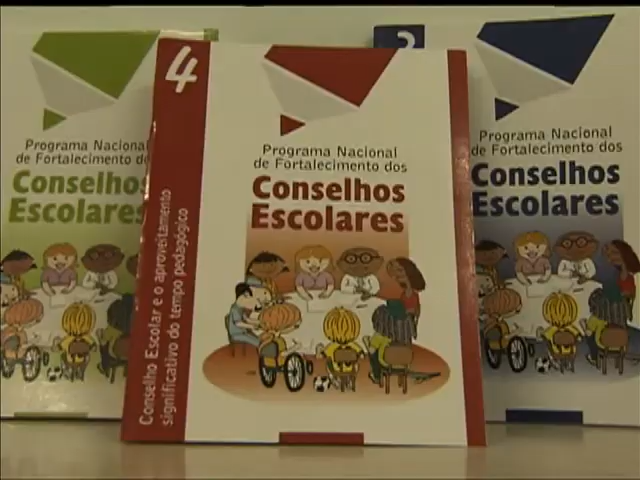 Programa Nacional
de Fortalecimento do
Conselhos
Escolares
4
Conselho Escolar e o aproveitamento
significativo do tempo pedagógico
Programa Nacional
de Fortalecimento dos
Conselhos
Escolares
Programa Nacional
de Fortalecimento dos
Conselhos
Escolares